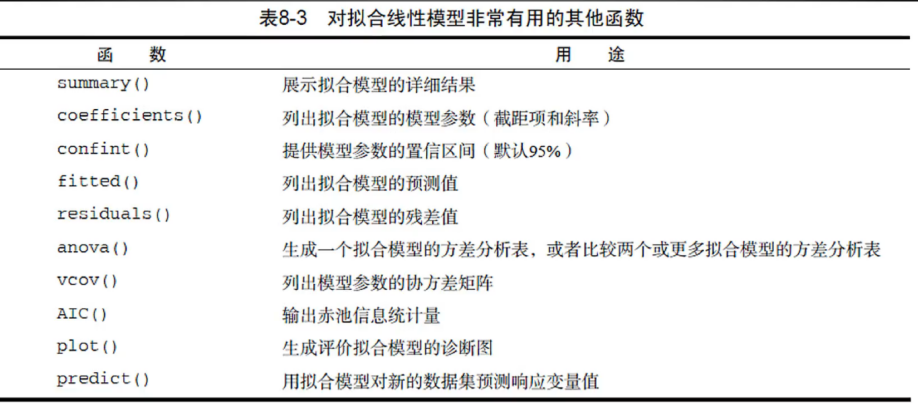 表8-3 对拟合线性模型非常有用的其他函数
函 数 用 途
summary() 展示拟合模型的详细结果
coefficients() 列出拟合模型的模型参数（截距项和斜率）
confint() 提供模型参数的置信区间（默认95%）
fitted() 列出拟合模型的预测值
residuals() 列出拟合模型的残差值
anova() 生成一个拟合模型的方差分析表，或者比较两个或更多拟合模型的方差分析表
vcov() 列出模型参数的协方差矩阵
AIC() 输出赤池信息统计量
plot() 生成评价拟合模型的诊断图
predict() 用拟合模型对新的数据集预测响应变量值